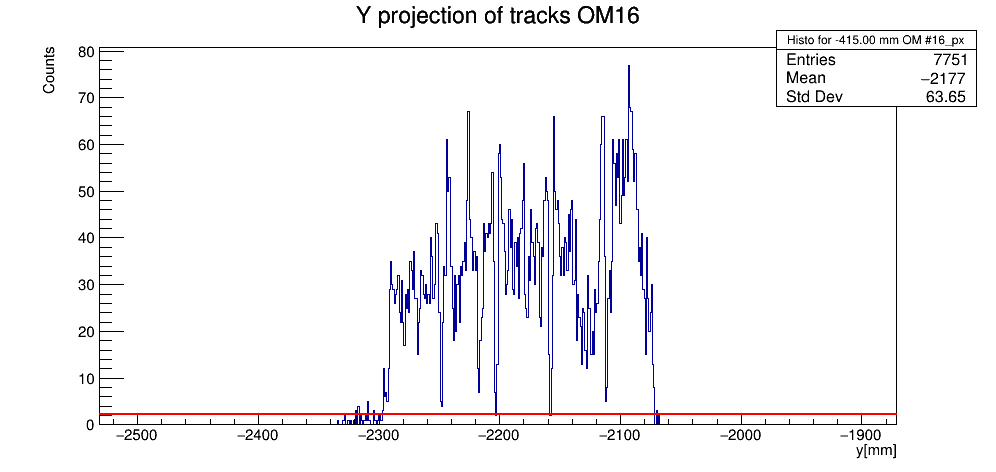 Y projection of tracks OM16
Histo for -415.00 mm OM #16_px
Entries 7751
Mean −2177
Std Dev 63.65
Counts
80
70
60
50
40
30
20
10
0
−2500 −2400 −2300 −2200 −2100 −2000 −1900
y[mm]